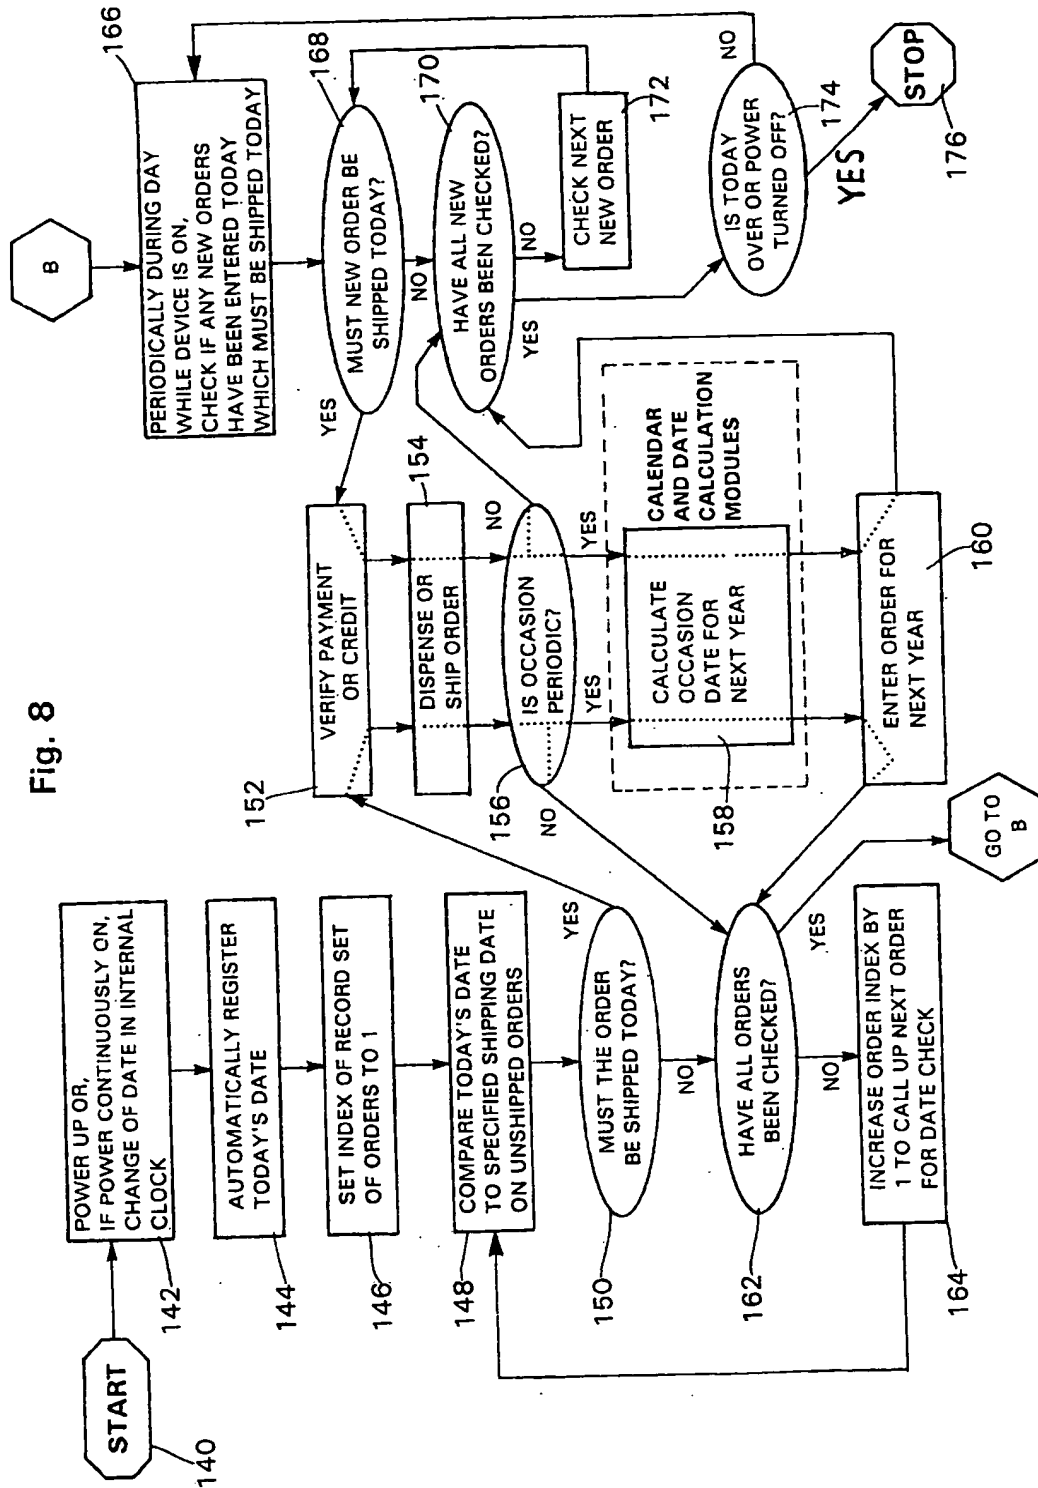 Fig. 8
START
140
POWER UP OR,
IF POWER CONTINUOUSLY ON,
CHANGE OF DATE IN INTERNAL
CLOCK
142
AUTOMATICALLY REGISTER
TODAY'S DATE
144
SET INDEX OF RECORD SET
OF ORDERS TO 1
146
COMPARE TODAY'S DATE
TO SPECIFIED SHIPPING DATE
ON UNSHIPPED ORDERS
148
MUST THE ORDER
BE SHIPPED TODAY?
150
YES
NO
HAVE ALL ORDERS
BEEN CHECKED?
162
YES
NO
INCREASE ORDER INDEX BY
1 TO CALL UP NEXT ORDER
FOR DATE CHECK
164
GO TO
B
152
VERIFY PAYMENT
OR CREDIT
154
DISPENSE OR
SHIP ORDER
156
IS OCCASION
PERIODIC?
NO
NO
YES
YES
CALENDAR
AND DATE
CALCULATION
MODULES
CALCULATE
OCCASION
DATE FOR
NEXT YEAR
158
ENTER ORDER FOR
NEXT YEAR
160
B
166
PERIODICALLY DURING DAY
WHILE DEVICE IS ON,
CHECK IF ANY NEW ORDERS
HAVE BEEN ENTERED TODAY
WHICH MUST BE SHIPPED TODAY
168
MUST NEW ORDER BE
SHIPPED TODAY?
YES
NO
170
HAVE ALL NEW
ORDERS BEEN CHECKED?
YES
NO
CHECK NEXT
NEW ORDER
172
IS TODAY
OVER OR POWER
TURNED OFF?
174
NO
YES
STOP
176